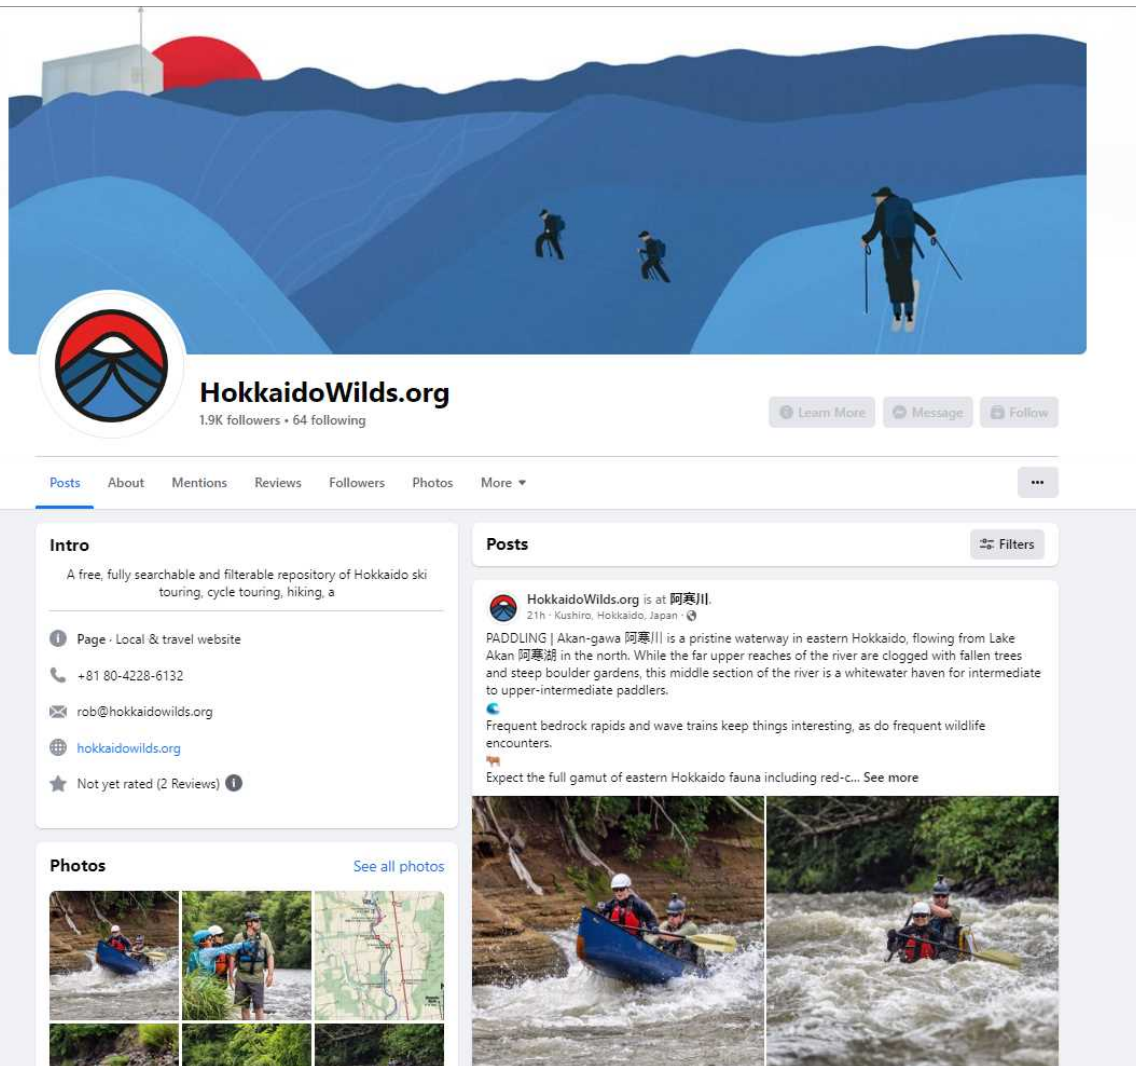 HokkaidoWilds.org
1.9K followers • 64 following
Learn More
Message
Follow
Posts
About
Mentions
Reviews
Followers
Photos
More
Intro
A free, fully searchable and filterable repository of Hokkaido ski
touring, cycle touring, hiking, a
Page · Local & travel website
+81 80-4228-6132
rob@hokkaidowilds.org
hokkaidowilds.org
Not yet rated (2 Reviews)
Photos
See all photos
Posts
Filters
HokkaidoWilds.org is at 阿寒川.
21h · Kushiro, Hokkaido, Japan ·
PADDLING | Akan-gawa 阿寒川 is a pristine waterway in eastern Hokkaido, flowing from Lake
Akan 阿寒湖 in the north. While the far upper reaches of the river are clogged with fallen trees
and steep boulder gardens, this middle section of the river is a whitewater haven for intermediate
to upper-intermediate paddlers.
Frequent bedrock rapids and wave trains keep things interesting, as do frequent wildlife
encounters.
Expect the full gamut of eastern Hokkaido fauna including red-c... See more